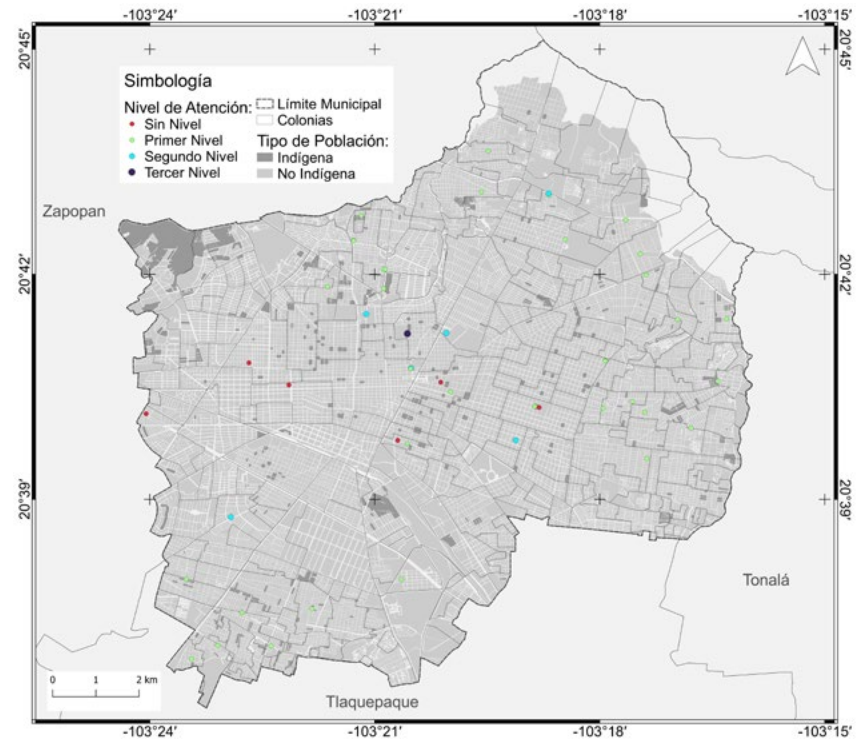 -103°24' -103°21' -103°18' -103°15'
20°45' 20°45'
Simbología
Nivel de Atención:
Sin Nivel
Primer Nivel
Segundo Nivel
Tercer Nivel
Límite Municipal
Colonias
Tipo de Población:
Indígena
No Indígena
Zapopan
20°42' 20°42'
20°39' 20°39'
Tonalá
0 1 2 km
Tlaquepaque
-103°24' -103°21' -103°18' -103°15'